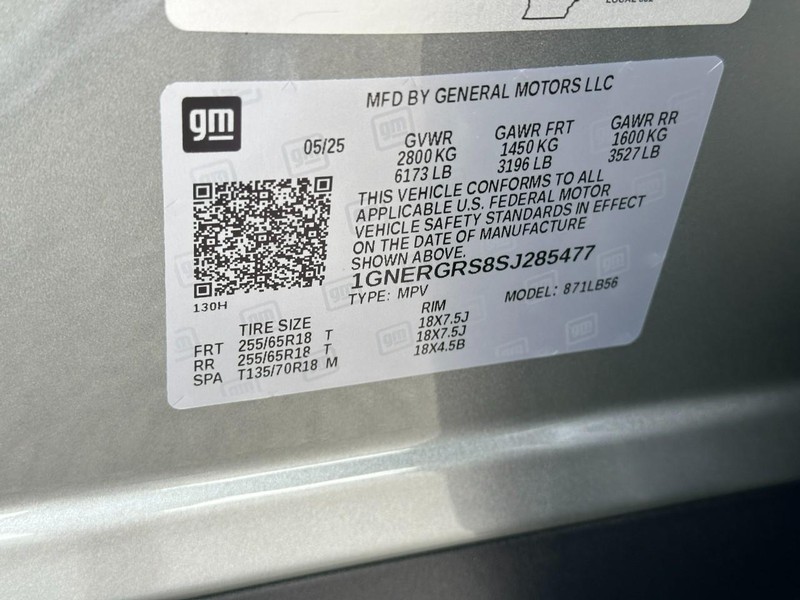 MFD BY GENERAL MOTORS LLC
gm
05/25
GVWR
2800 KG
6173 LB
GAWR FRT
1450 KG
3196 LB
GAWR RR
1600 KG
3527 LB
THIS VEHICLE CONFORMS TO ALL
APPLICABLE U.S. FEDERAL MOTOR
VEHICLE SAFETY STANDARDS IN EFFECT
ON THE DATE OF MANUFACTURE
SHOWN ABOVE.
1GNERGRS8SJ285477
TYPE: MPV
MODEL: 871LB56
130H
TIRE SIZE
RIM
FRT 255/65R18 T 18X7.5J
RR 255/65R18 T 18X7.5J
SPA T135/70R18 M 18X4.5B